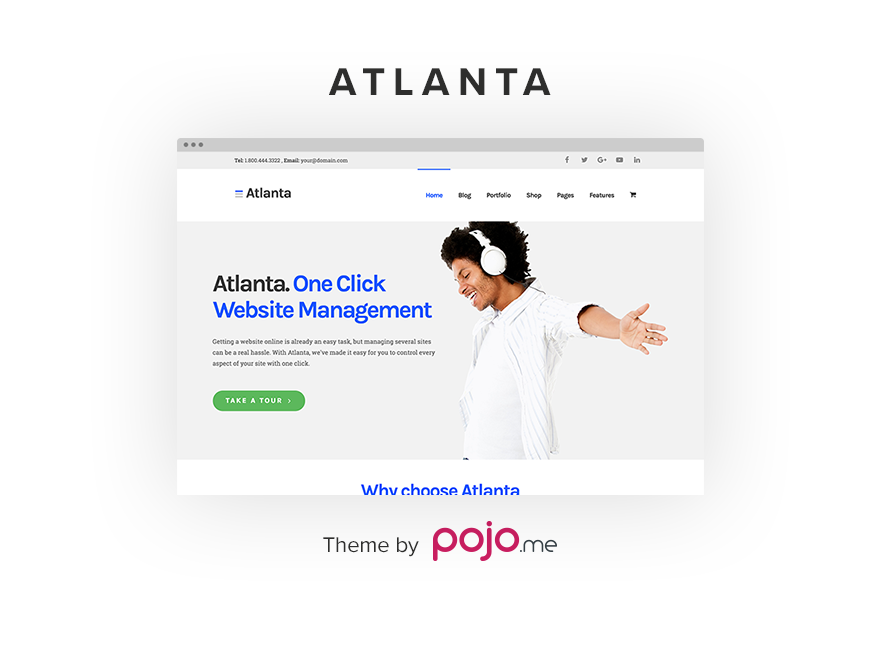 ATLANTA
Tel: 1.800.444.3322 , Email: your@domain.com
Atlanta
Home Blog Portfolio Shop Pages Features
Atlanta. One Click
Website Management
Getting a website online is already an easy task, but managing several sites
can be a real hassle. With Atlanta, we've made it easy for you to control every
aspect of your site with one click.
TAKE A TOUR >
Why choose Atlanta
Theme by pojo.me